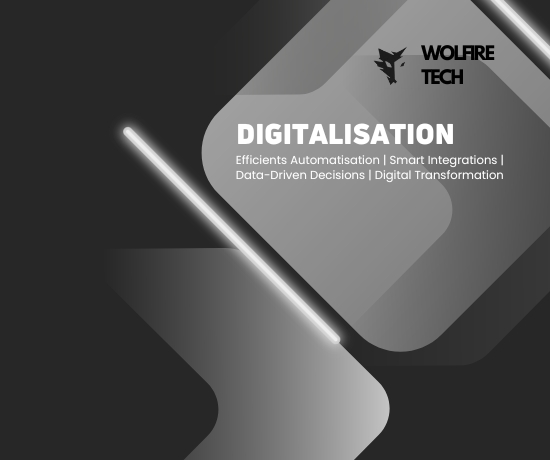 WOLFIRE
TECH
DIGITALISATION
Efficients Automatisation | Smart Integrations |
Data-Driven Decisions | Digital Transformation